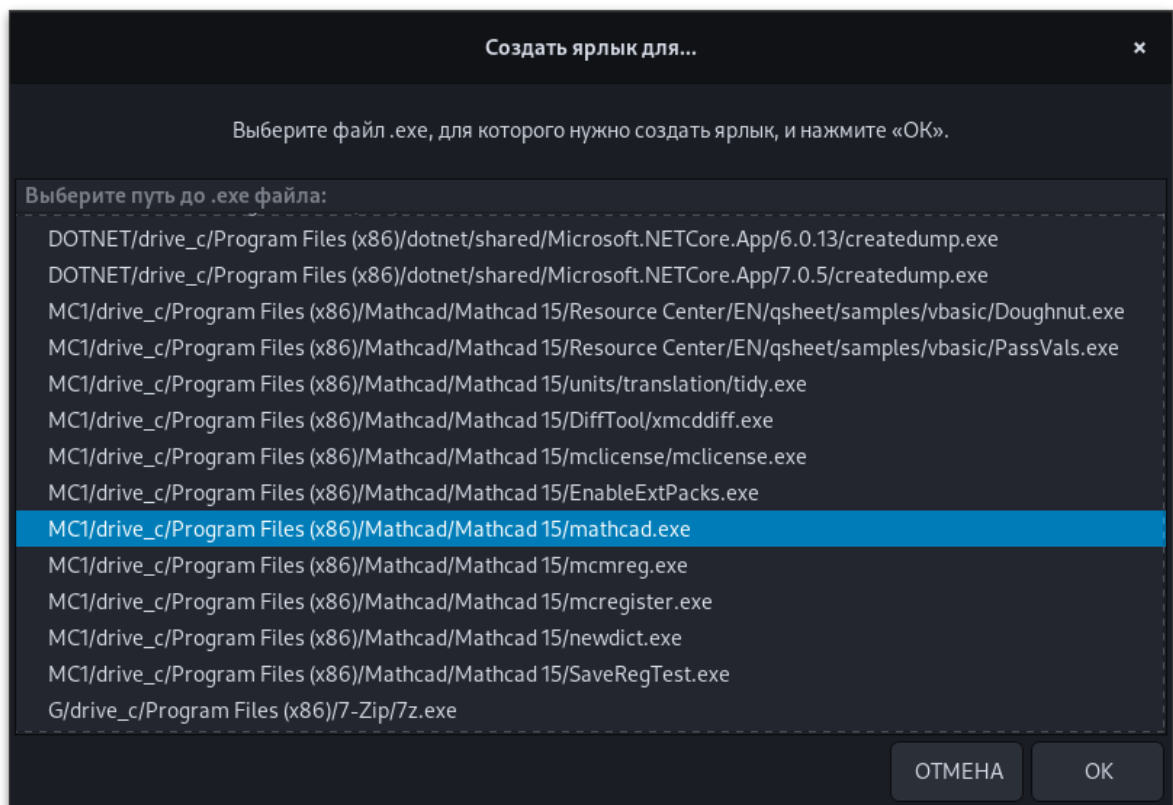 Создать ярлык для...
×
Выберите файл .exe, для которого нужно создать ярлык, и нажмите «ОК».
Выберите путь до .exe файла:
DOTNET/drive_c/Program Files (x86)/dotnet/shared/Microsoft.NETCore.App/6.0.13/createdump.exe
DOTNET/drive_c/Program Files (x86)/dotnet/shared/Microsoft.NETCore.App/7.0.5/createdump.exe
MC1/drive_c/Program Files (x86)/Mathcad/Mathcad 15/Resource Center/EN/qsheet/samples/vbasic/Doughnut.exe
MC1/drive_c/Program Files (x86)/Mathcad/Mathcad 15/Resource Center/EN/qsheet/samples/vbasic/PassVals.exe
MC1/drive_c/Program Files (x86)/Mathcad/Mathcad 15/units/translation/tidy.exe
MC1/drive_c/Program Files (x86)/Mathcad/Mathcad 15/DiffTool/xmcddiff.exe
MC1/drive_c/Program Files (x86)/Mathcad/Mathcad 15/mclicense/mclicense.exe
MC1/drive_c/Program Files (x86)/Mathcad/Mathcad 15/EnableExtPacks.exe
MC1/drive_c/Program Files (x86)/Mathcad/Mathcad 15/mathcad.exe
MC1/drive_c/Program Files (x86)/Mathcad/Mathcad 15/mcmreg.exe
MC1/drive_c/Program Files (x86)/Mathcad/Mathcad 15/mcregister.exe
MC1/drive_c/Program Files (x86)/Mathcad/Mathcad 15/newdict.exe
MC1/drive_c/Program Files (x86)/Mathcad/Mathcad 15/SaveRegTest.exe
G/drive_c/Program Files (x86)/7-Zip/7z.exe
ОТМЕНА
ОК